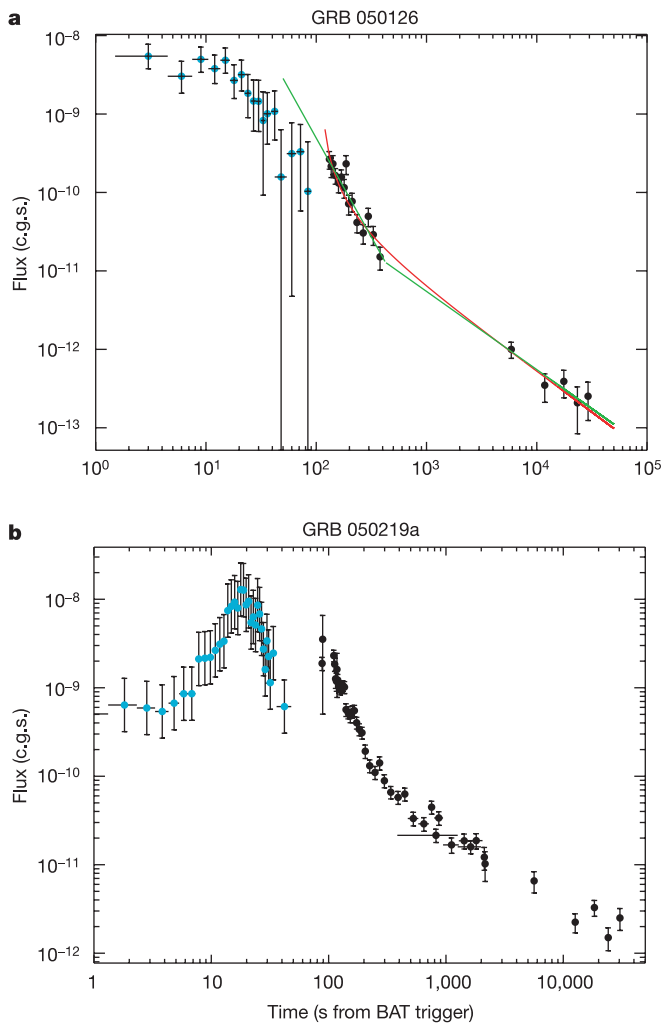 a
GRB 050126
10⁻⁸
10⁻⁹
10⁻¹⁰
10⁻¹¹
10⁻¹²
10⁻¹³
Flux (c.g.s.)
10⁰ 10¹ 10² 10³ 10⁴ 10⁵
b
GRB 050219a
10⁻⁸
10⁻⁹
10⁻¹⁰
10⁻¹¹
10⁻¹²
Flux (c.g.s.)
1 10 100 1,000 10,000
Time (s from BAT trigger)